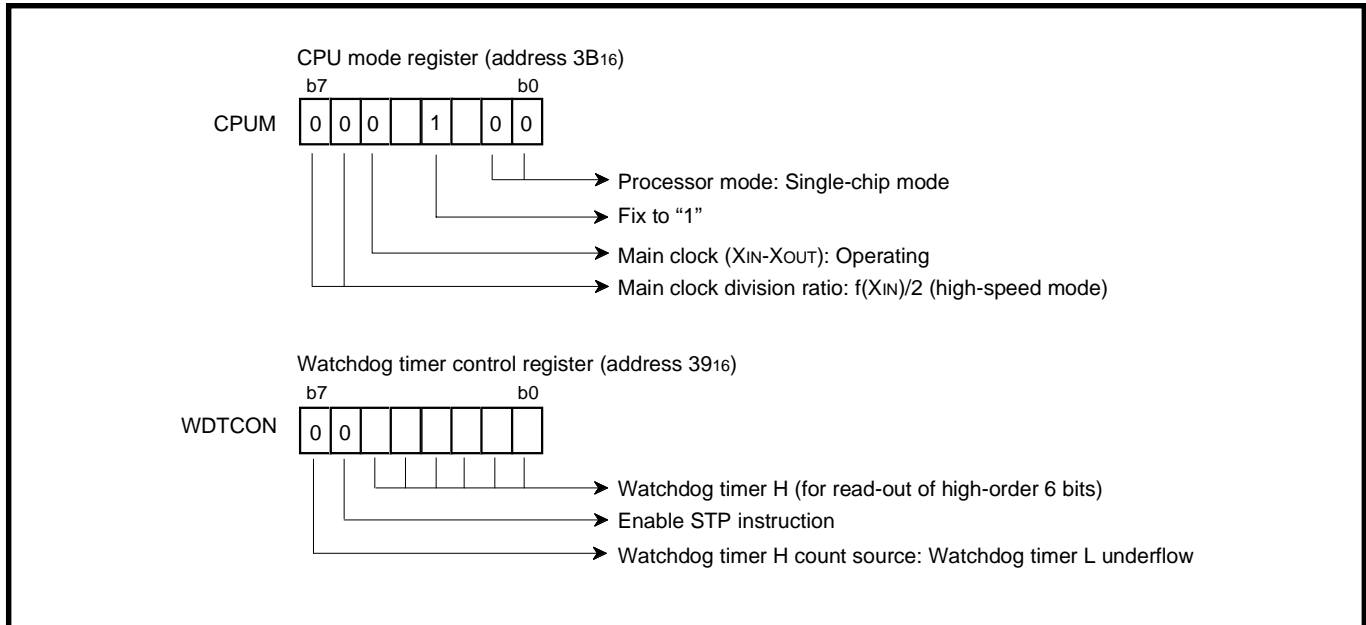 CPU mode register (address 3B16)
b7 b0
CPUM 0 0 0 1 0 0
Processor mode: Single-chip mode
Fix to “1”
Main clock (XIN-XOUT): Operating
Main clock division ratio: f(XIN)/2 (high-speed mode)
Watchdog timer control register (address 3916)
b7 b0
WDTCON 0 0
Watchdog timer H (for read-out of high-order 6 bits)
Enable STP instruction
Watchdog timer H count source: Watchdog timer L underflow